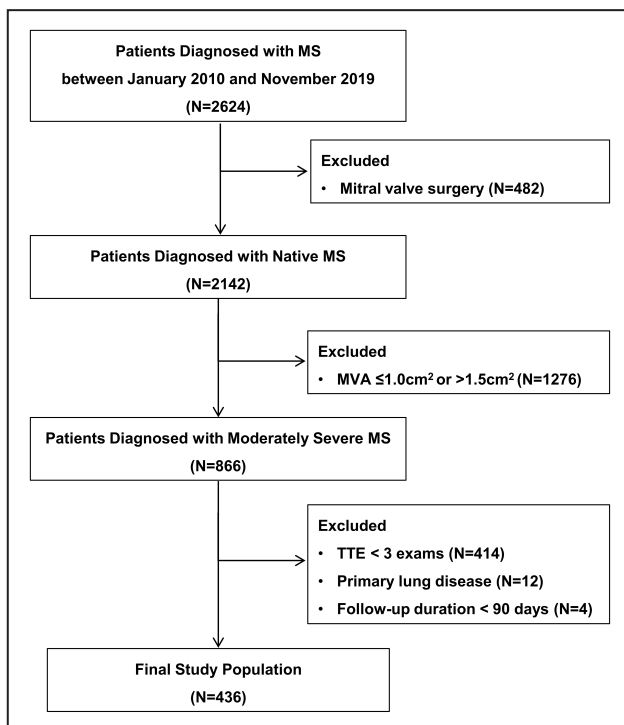 Patients Diagnosed with MS
between January 2010 and November 2019
(N=2624)
Excluded
• Mitral valve surgery (N=482)
Patients Diagnosed with Native MS
(N=2142)
Excluded
• MVA ≤1.0cm² or >1.5cm² (N=1276)
Patients Diagnosed with Moderately Severe MS
(N=866)
Excluded
• TTE < 3 exams (N=414)
• Primary lung disease (N=12)
• Follow-up duration < 90 days (N=4)
Final Study Population
(N=436)